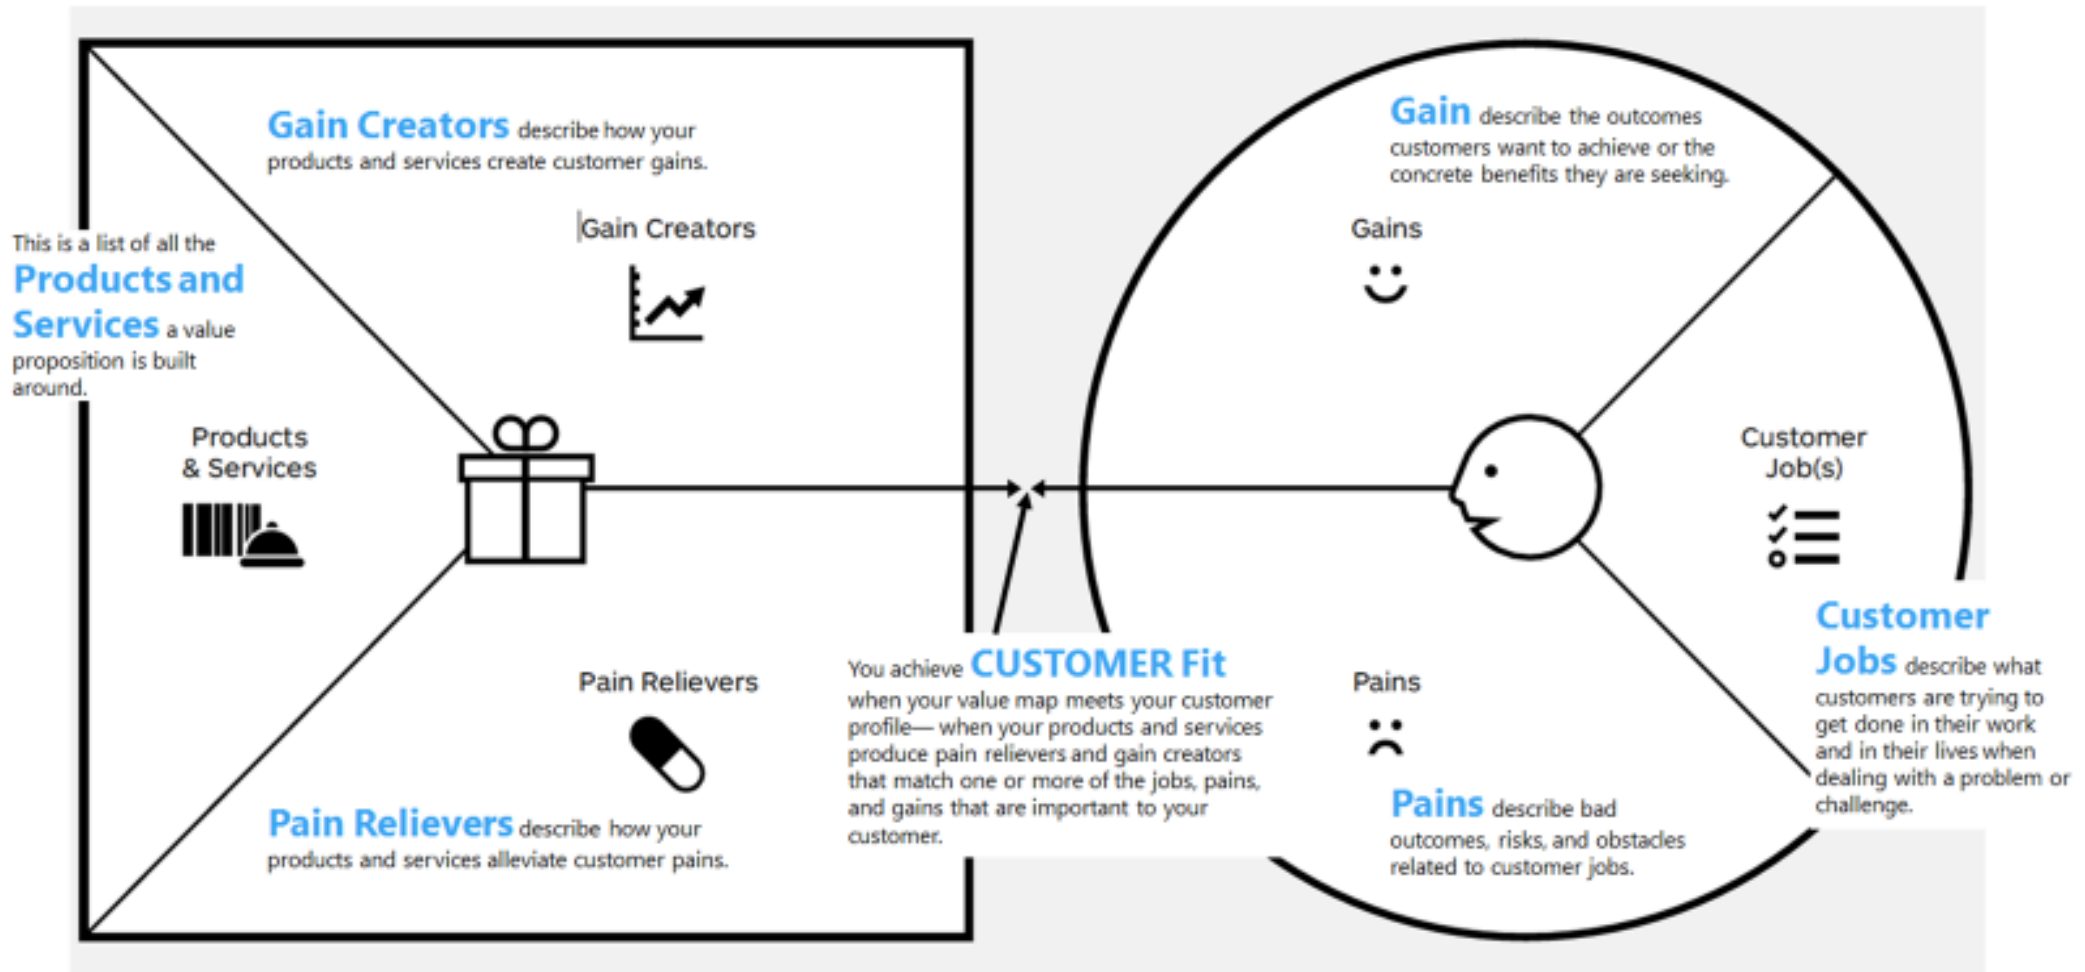 Gain Creators describe how your
products and services create customer gains.
Gain Creators
This is a list of all the
Products and
Services a value
proposition is built
around.
Products
& Services
Pain Relievers
Pain Relievers describe how your
products and services alleviate customer pains.
You achieve CUSTOMER Fit
when your value map meets your customer
profile— when your products and services
produce pain relievers and gain creators
that match one or more of the jobs, pains,
and gains that are important to your
customer.
Gain describe the outcomes
customers want to achieve or the
concrete benefits they are seeking.
Gains
Customer
Job(s)
Customer
Jobs describe what
customers are trying to
get done in their work
and in their lives when
dealing with a problem or
challenge.
Pains
Pains describe bad
outcomes, risks, and obstacles
related to customer jobs.